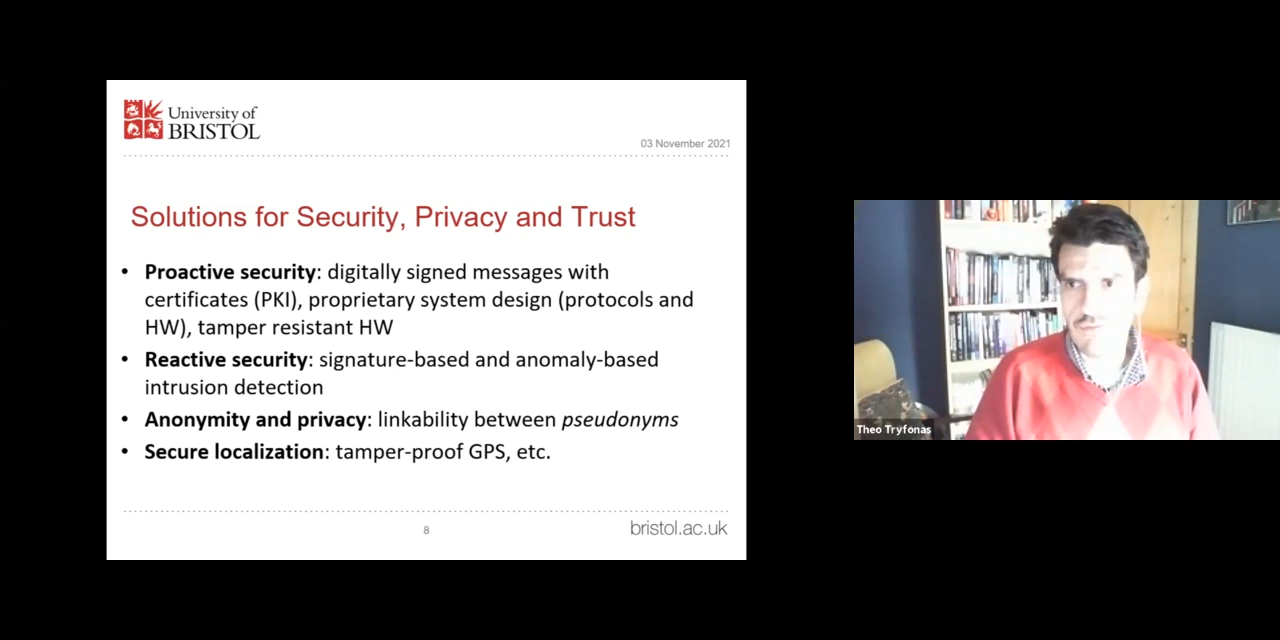 University of
BRISTOL
03 November 2021
Solutions for Security, Privacy and Trust
• Proactive security: digitally signed messages with
certificates (PKI), proprietary system design (protocols and
HW), tamper resistant HW
• Reactive security: signature-based and anomaly-based
intrusion detection
• Anonymity and privacy: linkability between pseudonyms
• Secure localization: tamper-proof GPS, etc.
8
bristol.ac.uk
Theo Tryfonas